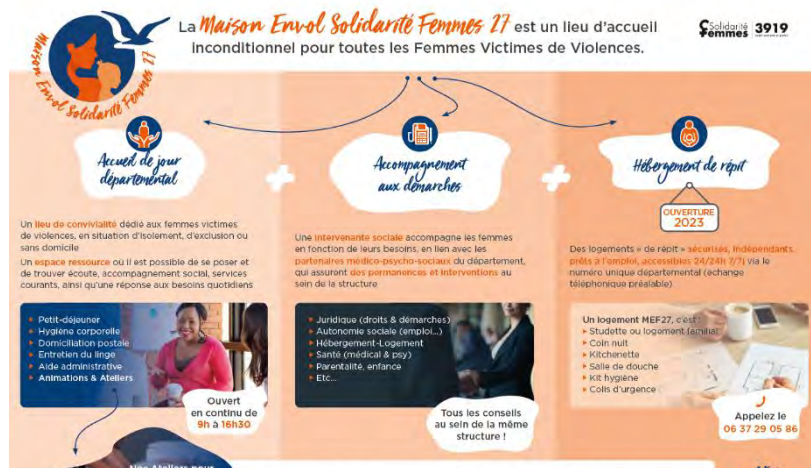 La Maison Envol Solidarité Femmes 27 est un lieu d'accueil
inconditionnel pour toutes les Femmes Victimes de Violences.
Solidarité
Femmes 3919
Maison Envol Solidarité Femmes 27
Accueil de jour
départemental
Un lieu de convivialité dédié aux femmes victimes
de violences, en situation d'isolement, d'exclusion ou
sans domicile
Un espace ressource où il est possible de se poser et
de trouver écoute, accompagnement social, services
courants, ainsi qu'une réponse aux besoins quotidiens
Petit-déjeuner
Hygiène corporelle
Domiciliation postale
Entretien du linge
Aide administrative
Animations & Ateliers
Ouvert
en continu de
9h à 16h30
Accompagnement
aux démarches
Une intervenante sociale accompagne les femmes
en fonction de leurs besoins, en lien avec les
partenaires médico-psycho-sociaux du département,
qui assurent des permanences et interventions au
sein de la structure
Juridique (droits & démarches)
Autonomie sociale (emploi...)
Hébergement-Logement
Santé (médical & psy)
Parentalité, enfance
Etc...
Tous les conseils
au sein de la même
structure !
Hébergement de répit
OUVERTURE
2023
Des logements « de répit » sécurisés, indépendants,
prêts à l'emploi, accessibles 24/24h 7/7j via le
numéro unique départemental (échange
téléphonique préalable)
Un logement MEF27, c'est :
Studette ou logement familial
Coin nuit
Kitchenette
Salle de douche
Kit hygiène
Colis d'urgence
Appelez le
06 37 29 05 86
Nos Ateliers pour